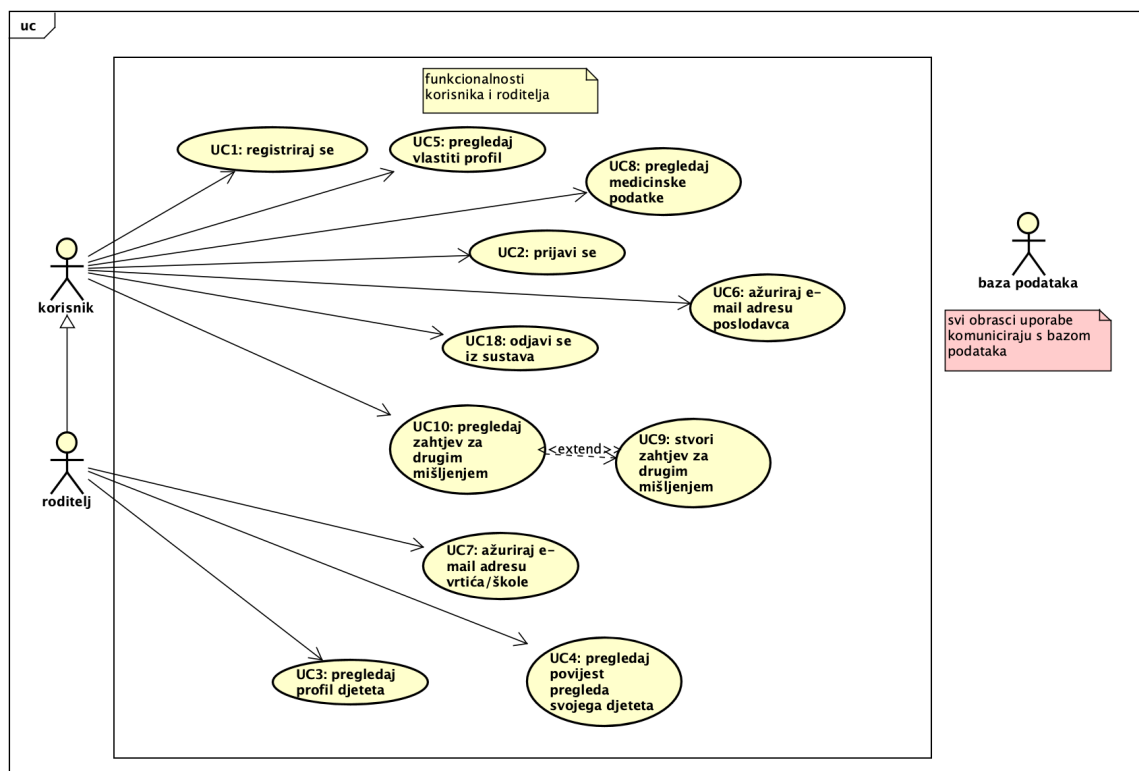 uc
funkcionalnosti
korisnika i roditelja
UC1: registriraj se
UC5: pregledaj
vlastiti profil
UC8: pregledaj
medicinske
podatke
UC2: prijavi se
korisnik
baza podataka
UC6: ažuriraj e-
mail adresu
poslodavca
svi obrasci uporabe
komuniciraju s bazom
podataka
UC18: odjavi se
iz sustava
UC10: pregledaj
zahtjev za
drugim
mišljenjem
<extend>
UC9: stvori
zahtjev za
drugim
mišljenjem
roditelj
UC7: ažuriraj e-
mail adresu
vrtića/škole
UC3: pregledaj
profil djeteta
UC4: pregledaj
povijest
pregleda
svojega djeteta